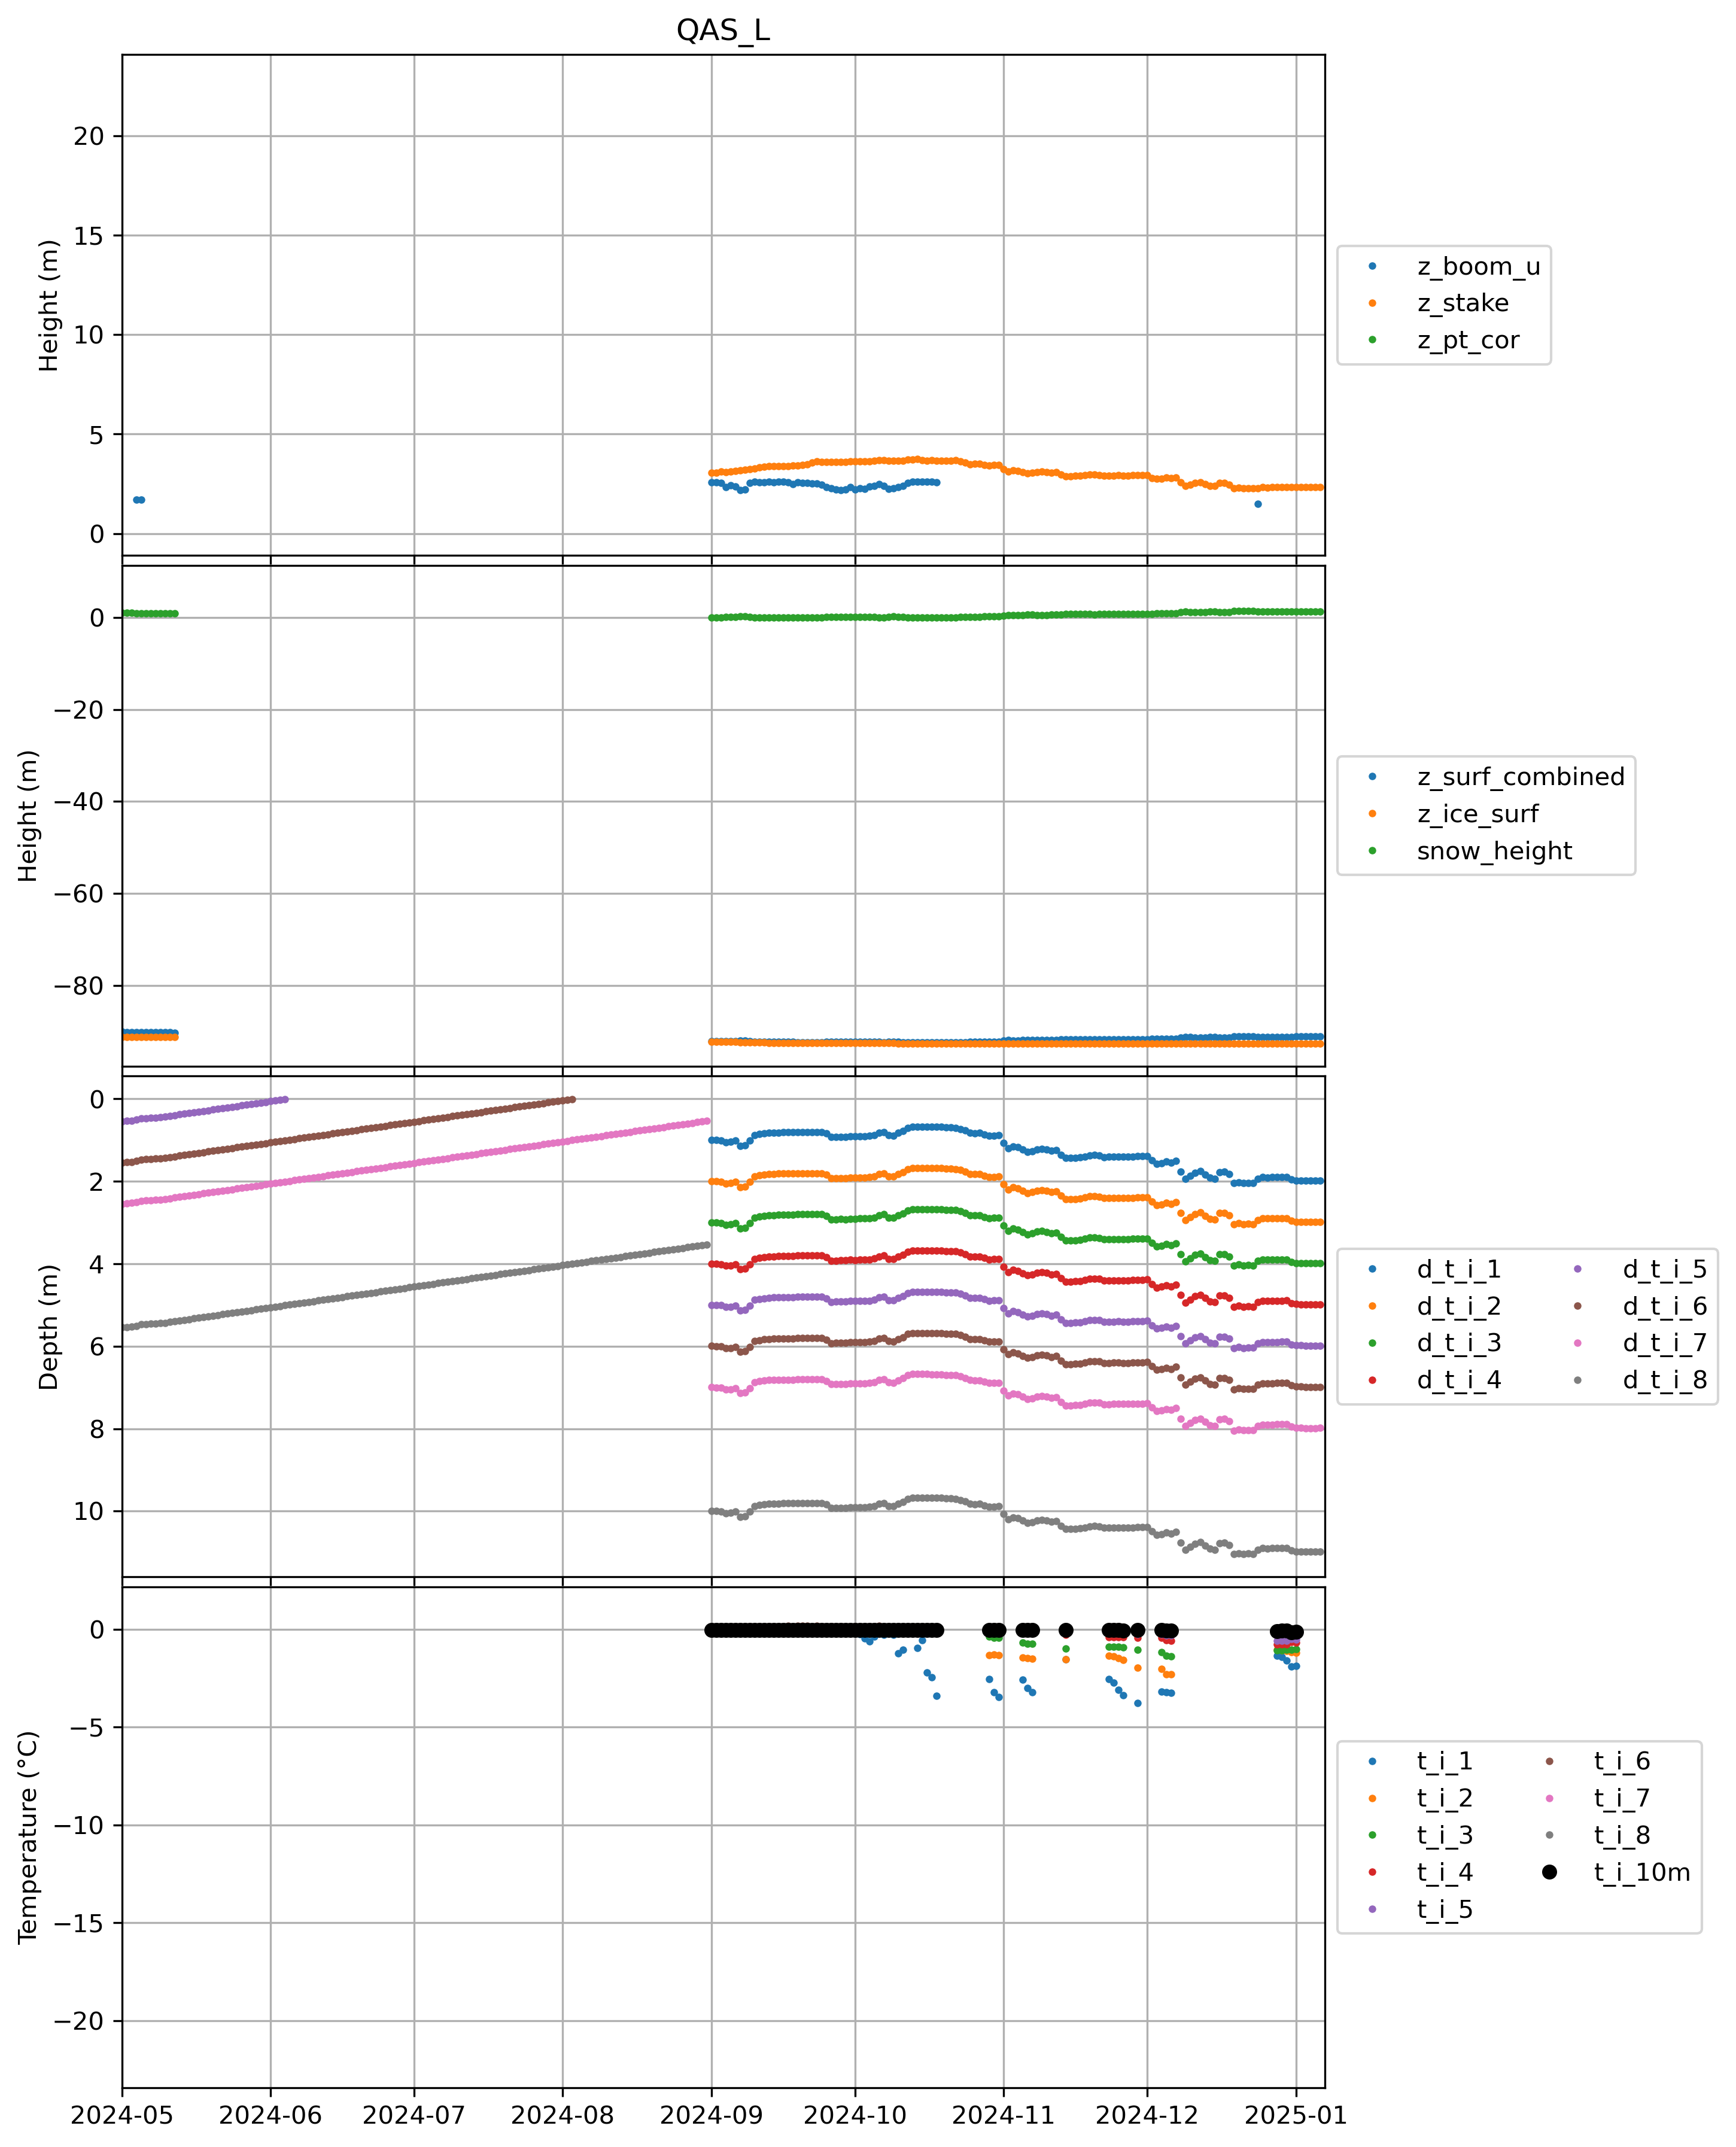 QAS_L
20
15
10
5
0
Height (m)
z_boom_u
z_stake
z_pt_cor
0
−20
−40
−60
−80
Height (m)
z_surf_combined
z_ice_surf
snow_height
0
2
4
6
8
10
Depth (m)
d_t_i_1
d_t_i_2
d_t_i_3
d_t_i_4
d_t_i_5
d_t_i_6
d_t_i_7
d_t_i_8
0
−5
−10
−15
−20
Temperature (°C)
t_i_1
t_i_2
t_i_3
t_i_4
t_i_5
t_i_6
t_i_7
t_i_8
t_i_10m
2024-05 2024-06 2024-07 2024-08 2024-09 2024-10 2024-11 2024-12 2025-01